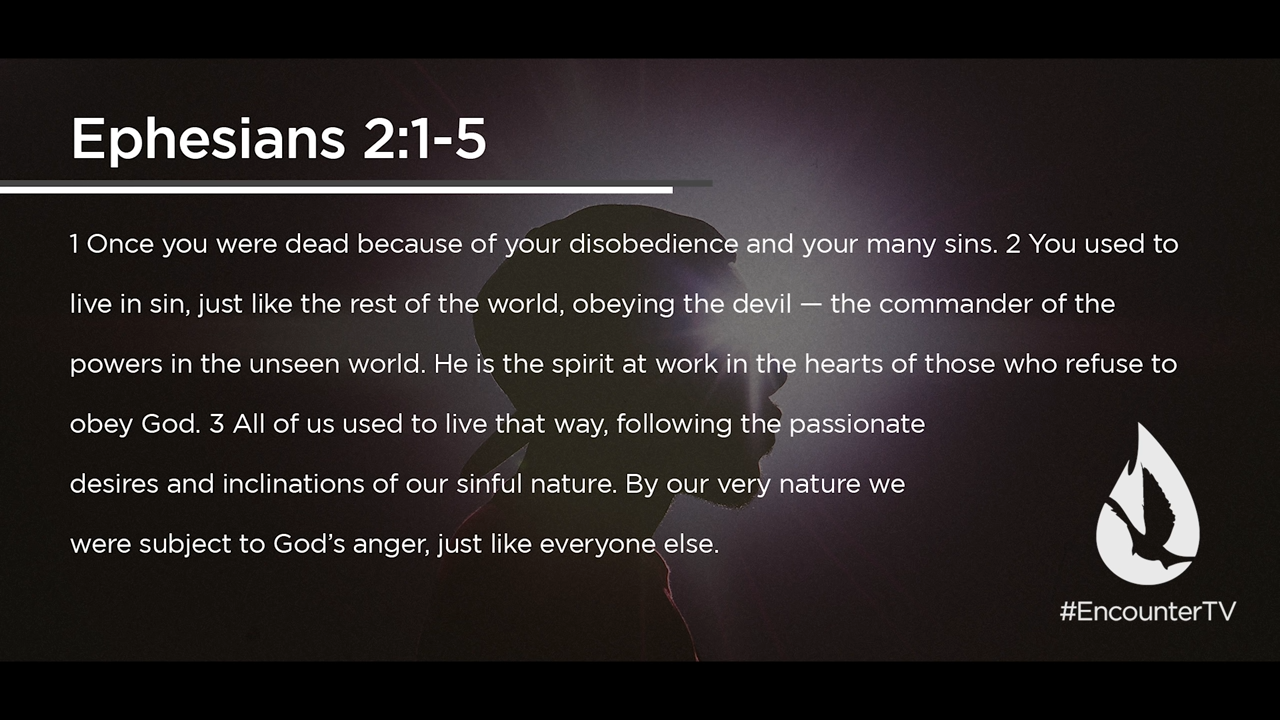 Ephesians 2:1-5
1 Once you were dead because of your disobedience and your many sins. 2 You used to
live in sin, just like the rest of the world, obeying the devil — the commander of the
powers in the unseen world. He is the spirit at work in the hearts of those who refuse to
obey God. 3 All of us used to live that way, following the passionate
desires and inclinations of our sinful nature. By our very nature we
were subject to God’s anger, just like everyone else.
#EncounterTV